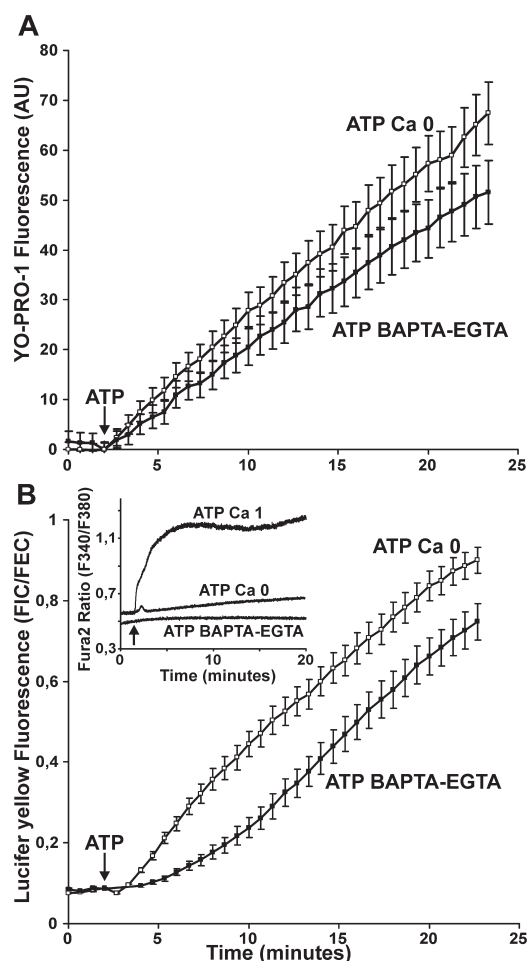 A
YO-PRO-1 Fluorescence (AU)
80
70
60
50
40
30
20
10
0
ATP Ca 0
ATP BAPTA-EGTA
ATP
0 5 10 15 20 25
B
Lucifer yellow Fluorescence (FIC/FEC)
1
0,8
0,6
0,4
0,2
0
Fura2 Ratio (F340/F380)
1,1
0,7
0,3
ATP Ca 1
ATP Ca 0
ATP BAPTA-EGTA
0 10 20
Time (minutes)
ATP Ca 0
ATP BAPTA-EGTA
ATP
0 5 10 15 20 25
Time (minutes)